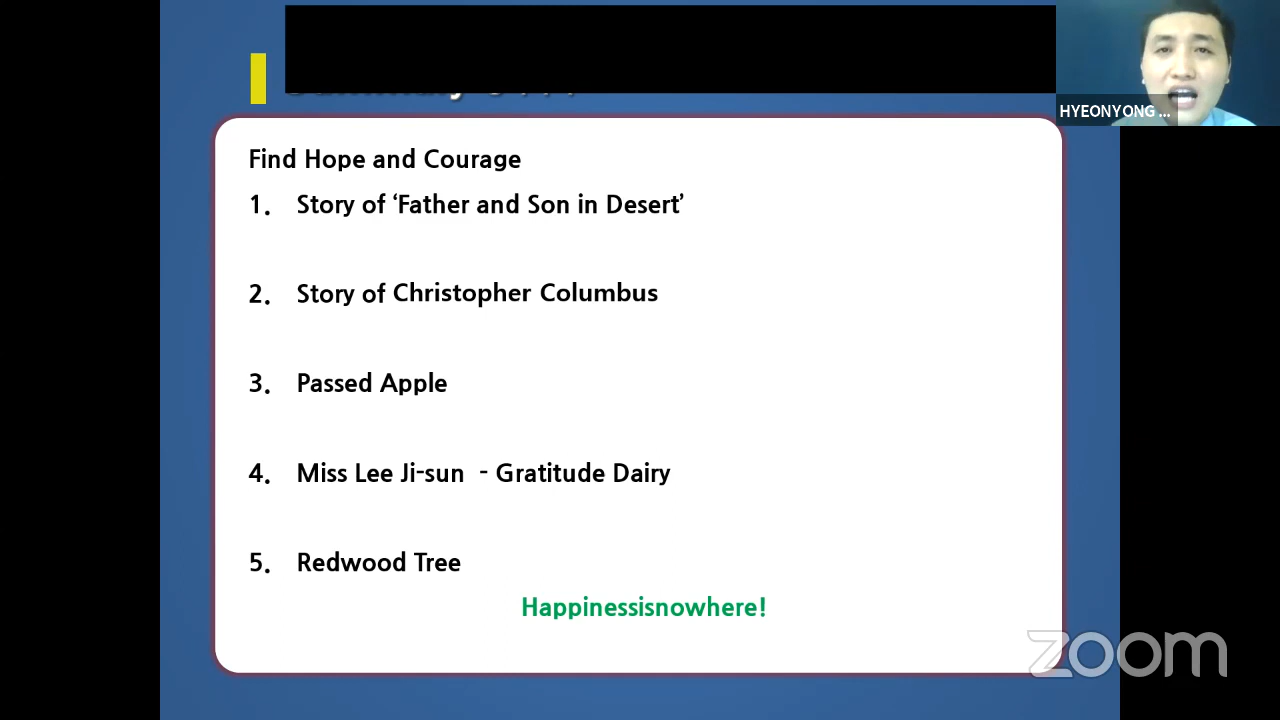 HYEONYONG ...
Find Hope and Courage
1. Story of ‘Father and Son in Desert’
2. Story of Christopher Columbus
3. Passed Apple
4. Miss Lee Ji-sun - Gratitude Dairy
5. Redwood Tree
Happinessisnowhere!
zoom